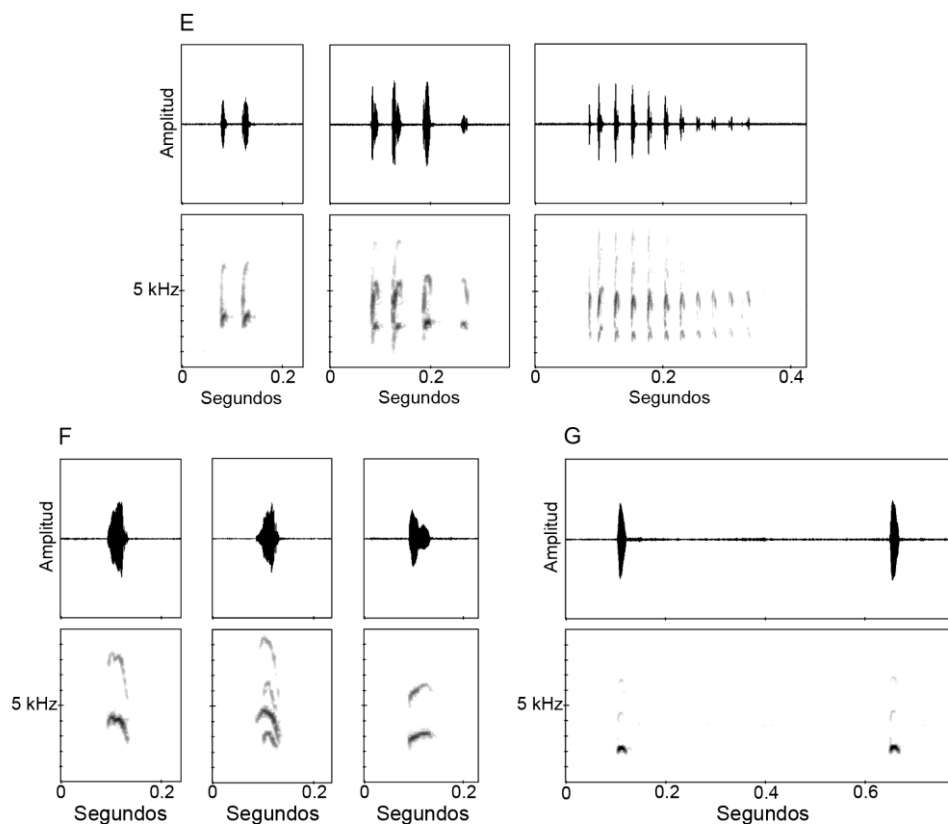 E
Amplitud
5 kHz
0 0.2 0 0.2 0 0.2 0.4
Segundos Segundos Segundos
F G
Amplitud Amplitud
5 kHz 5 kHz
0 0.2 0 0.2 0 0.2 0 0.2 0.4 0.6
Segundos Segundos Segundos Segundos